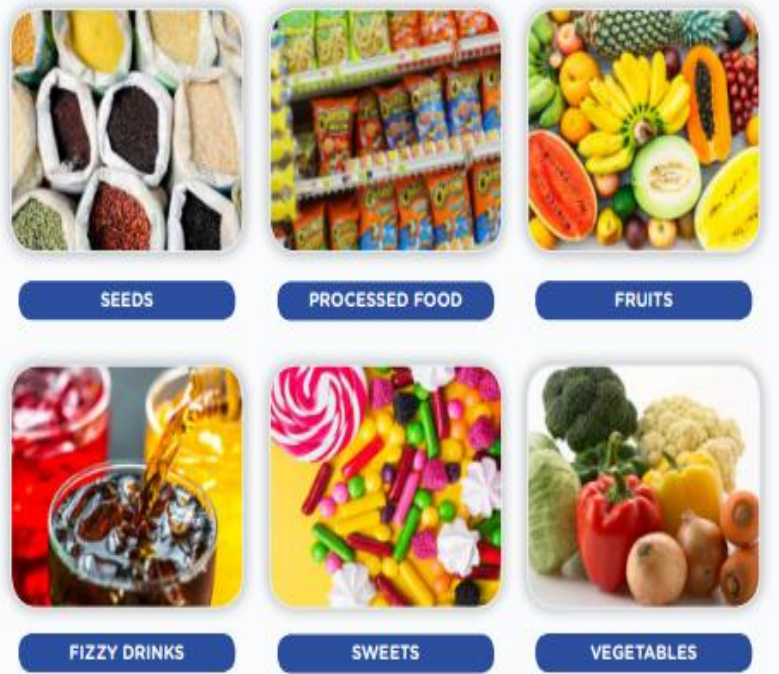 SEEDS
PROCESSED FOOD
FRUITS
FIZZY DRINKS
SWEETS
VEGETABLES